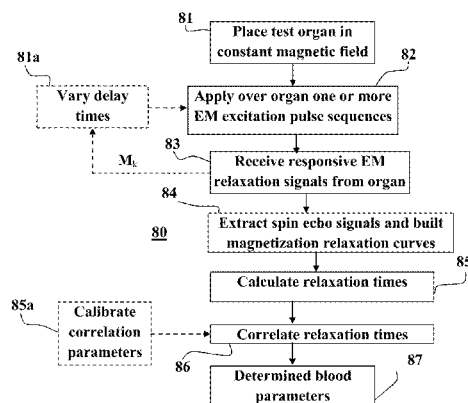 81
Place test organ in
constant magnetic field
81a
82
Vary delay
times
Apply over organ one or more
EM excitation pulse sequences
83
Mk
Receive responsive EM
relaxation signals from organ
84
Extract spin echo signals and built
magnetization relaxation curves
80
85
Calculate relaxation times
85a
Calibrate
correlation
parameters
Correlate relaxation times
86
87
Determined blood
parameters